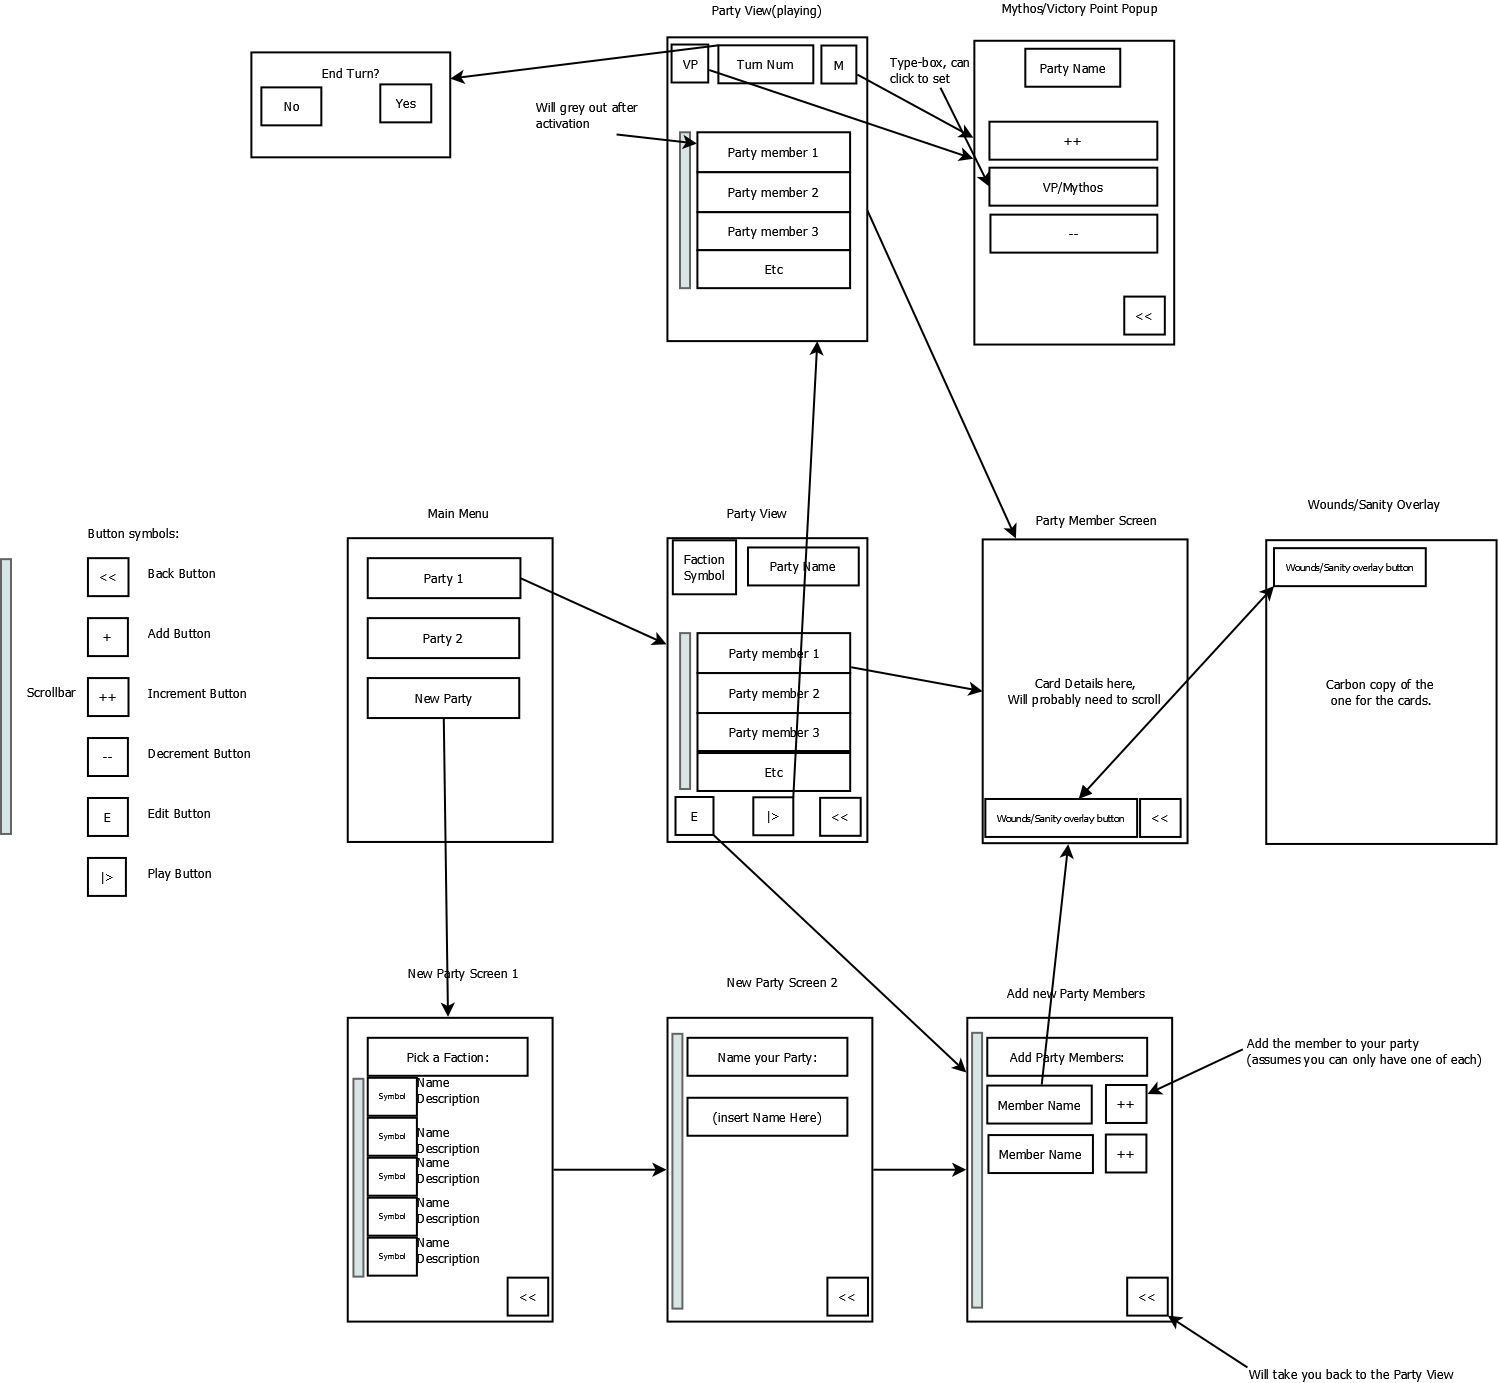 Party View(playing)
Mythos/Victory Point Popup
End Turn?
No
Yes
VP
Turn Num
M
Will grey out after
activation
Party member 1
Party member 2
Party member 3
Etc
Type-box, can
click to set
Party Name
++
VP/Mythos
--
<<
Button symbols:
<<
Back Button
+
Add Button
++
Increment Button
--
Decrement Button
E
Edit Button
|>
Play Button
Scrollbar
Main Menu
Party 1
Party 2
New Party
Party View
Faction
Symbol
Party Name
Party member 1
Party member 2
Party member 3
Etc
E
|>
<<
Party Member Screen
Card Details here,
Will probably need to scroll
Wounds/Sanity overlay button
<<
Wounds/Sanity Overlay
Wounds/Sanity overlay button
Carbon copy of the
one for the cards.
New Party Screen 1
Pick a Faction:
Symbol
Name
Description
Symbol
Name
Description
Symbol
Name
Description
Symbol
Name
Description
Symbol
Name
Description
<<
New Party Screen 2
Name your Party:
(insert Name Here)
<<
Add new Party Members
Add Party Members:
Member Name
++
Member Name
++
<<
Add the member to your party
(assumes you can only have one of each)
Will take you back to the Party View